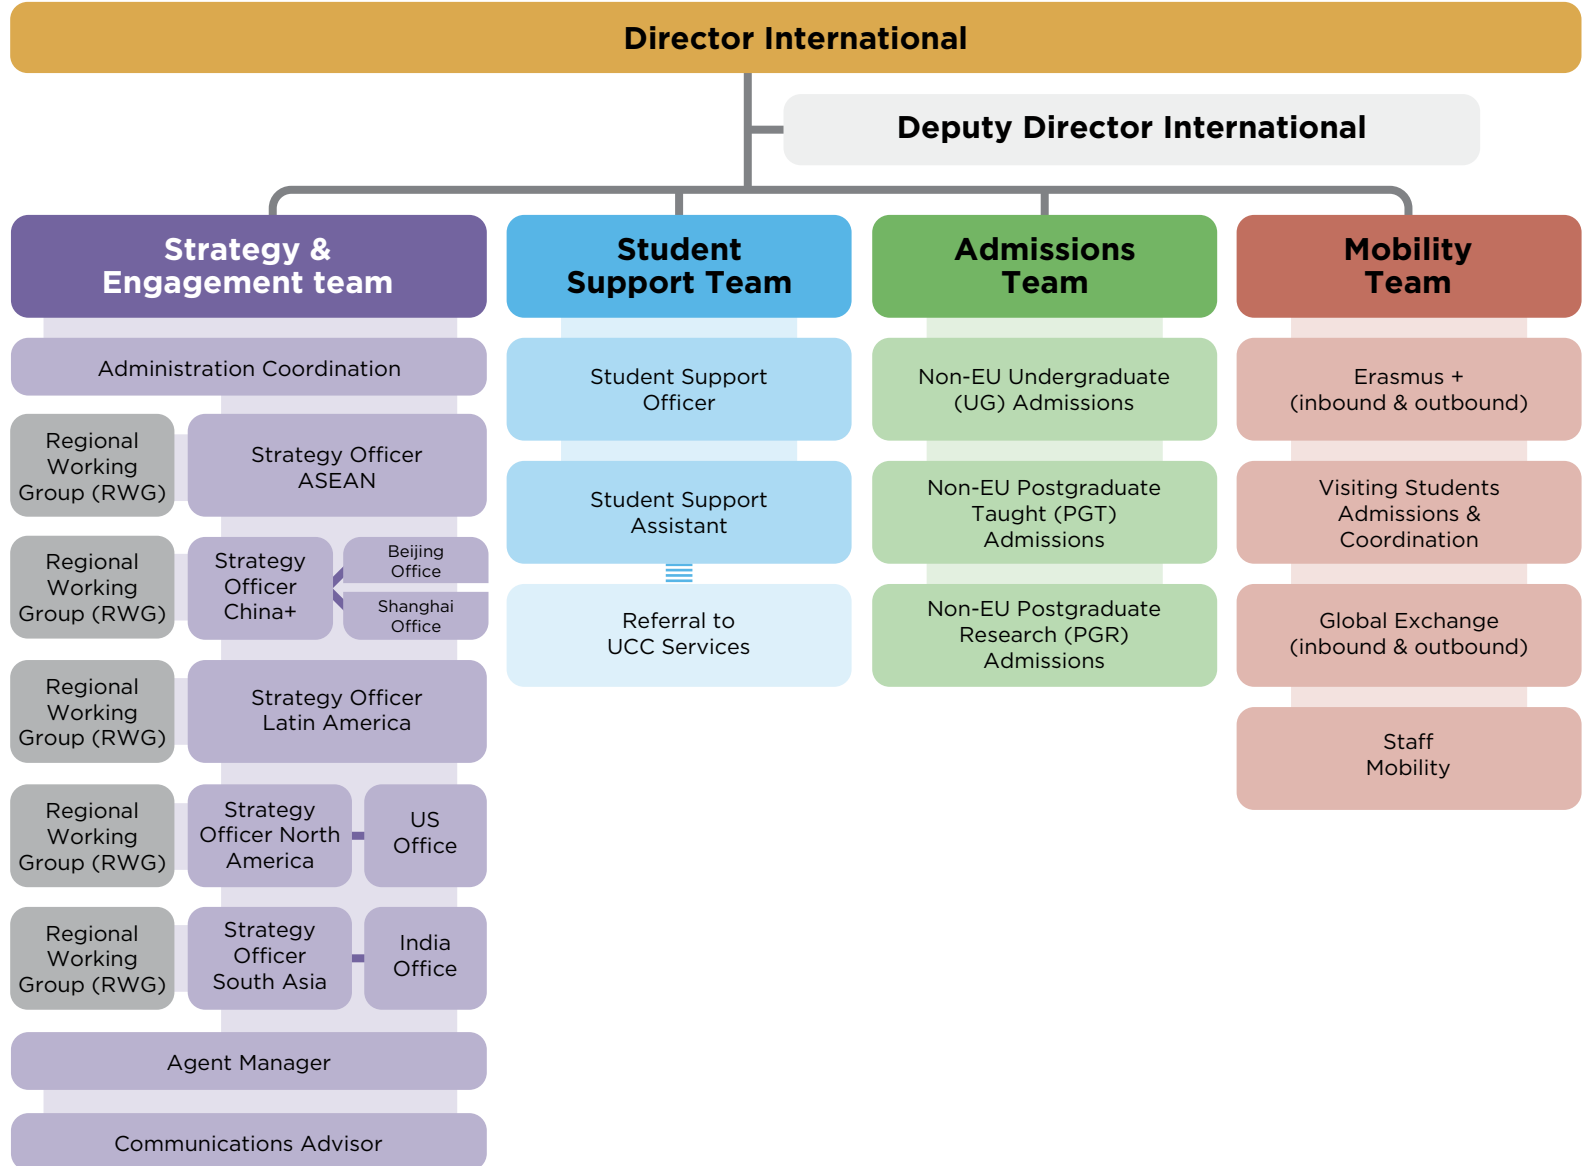 Director International
Deputy Director International
Strategy &
Engagement team
Administration Coordination
Regional
Working
Group (RWG)
Strategy Officer
ASEAN
Regional
Working
Group (RWG)
Strategy
Officer
China+
Beijing
Office
Shanghai
Office
Regional
Working
Group (RWG)
Strategy Officer
Latin America
Regional
Working
Group (RWG)
Strategy
Officer North
America
US
Office
Regional
Working
Group (RWG)
Strategy
Officer
South Asia
India
Office
Agent Manager
Communications Advisor
Student
Support Team
Student Support
Officer
Student Support
Assistant
Referral to
UCC Services
Admissions
Team
Non-EU Undergraduate
(UG) Admissions
Non-EU Postgraduate
Taught (PGT)
Admissions
Non-EU Postgraduate
Research (PGR)
Admissions
Mobility
Team
Erasmus +
(inbound & outbound)
Visiting Students
Admissions &
Coordination
Global Exchange
(inbound & outbound)
Staff
Mobility